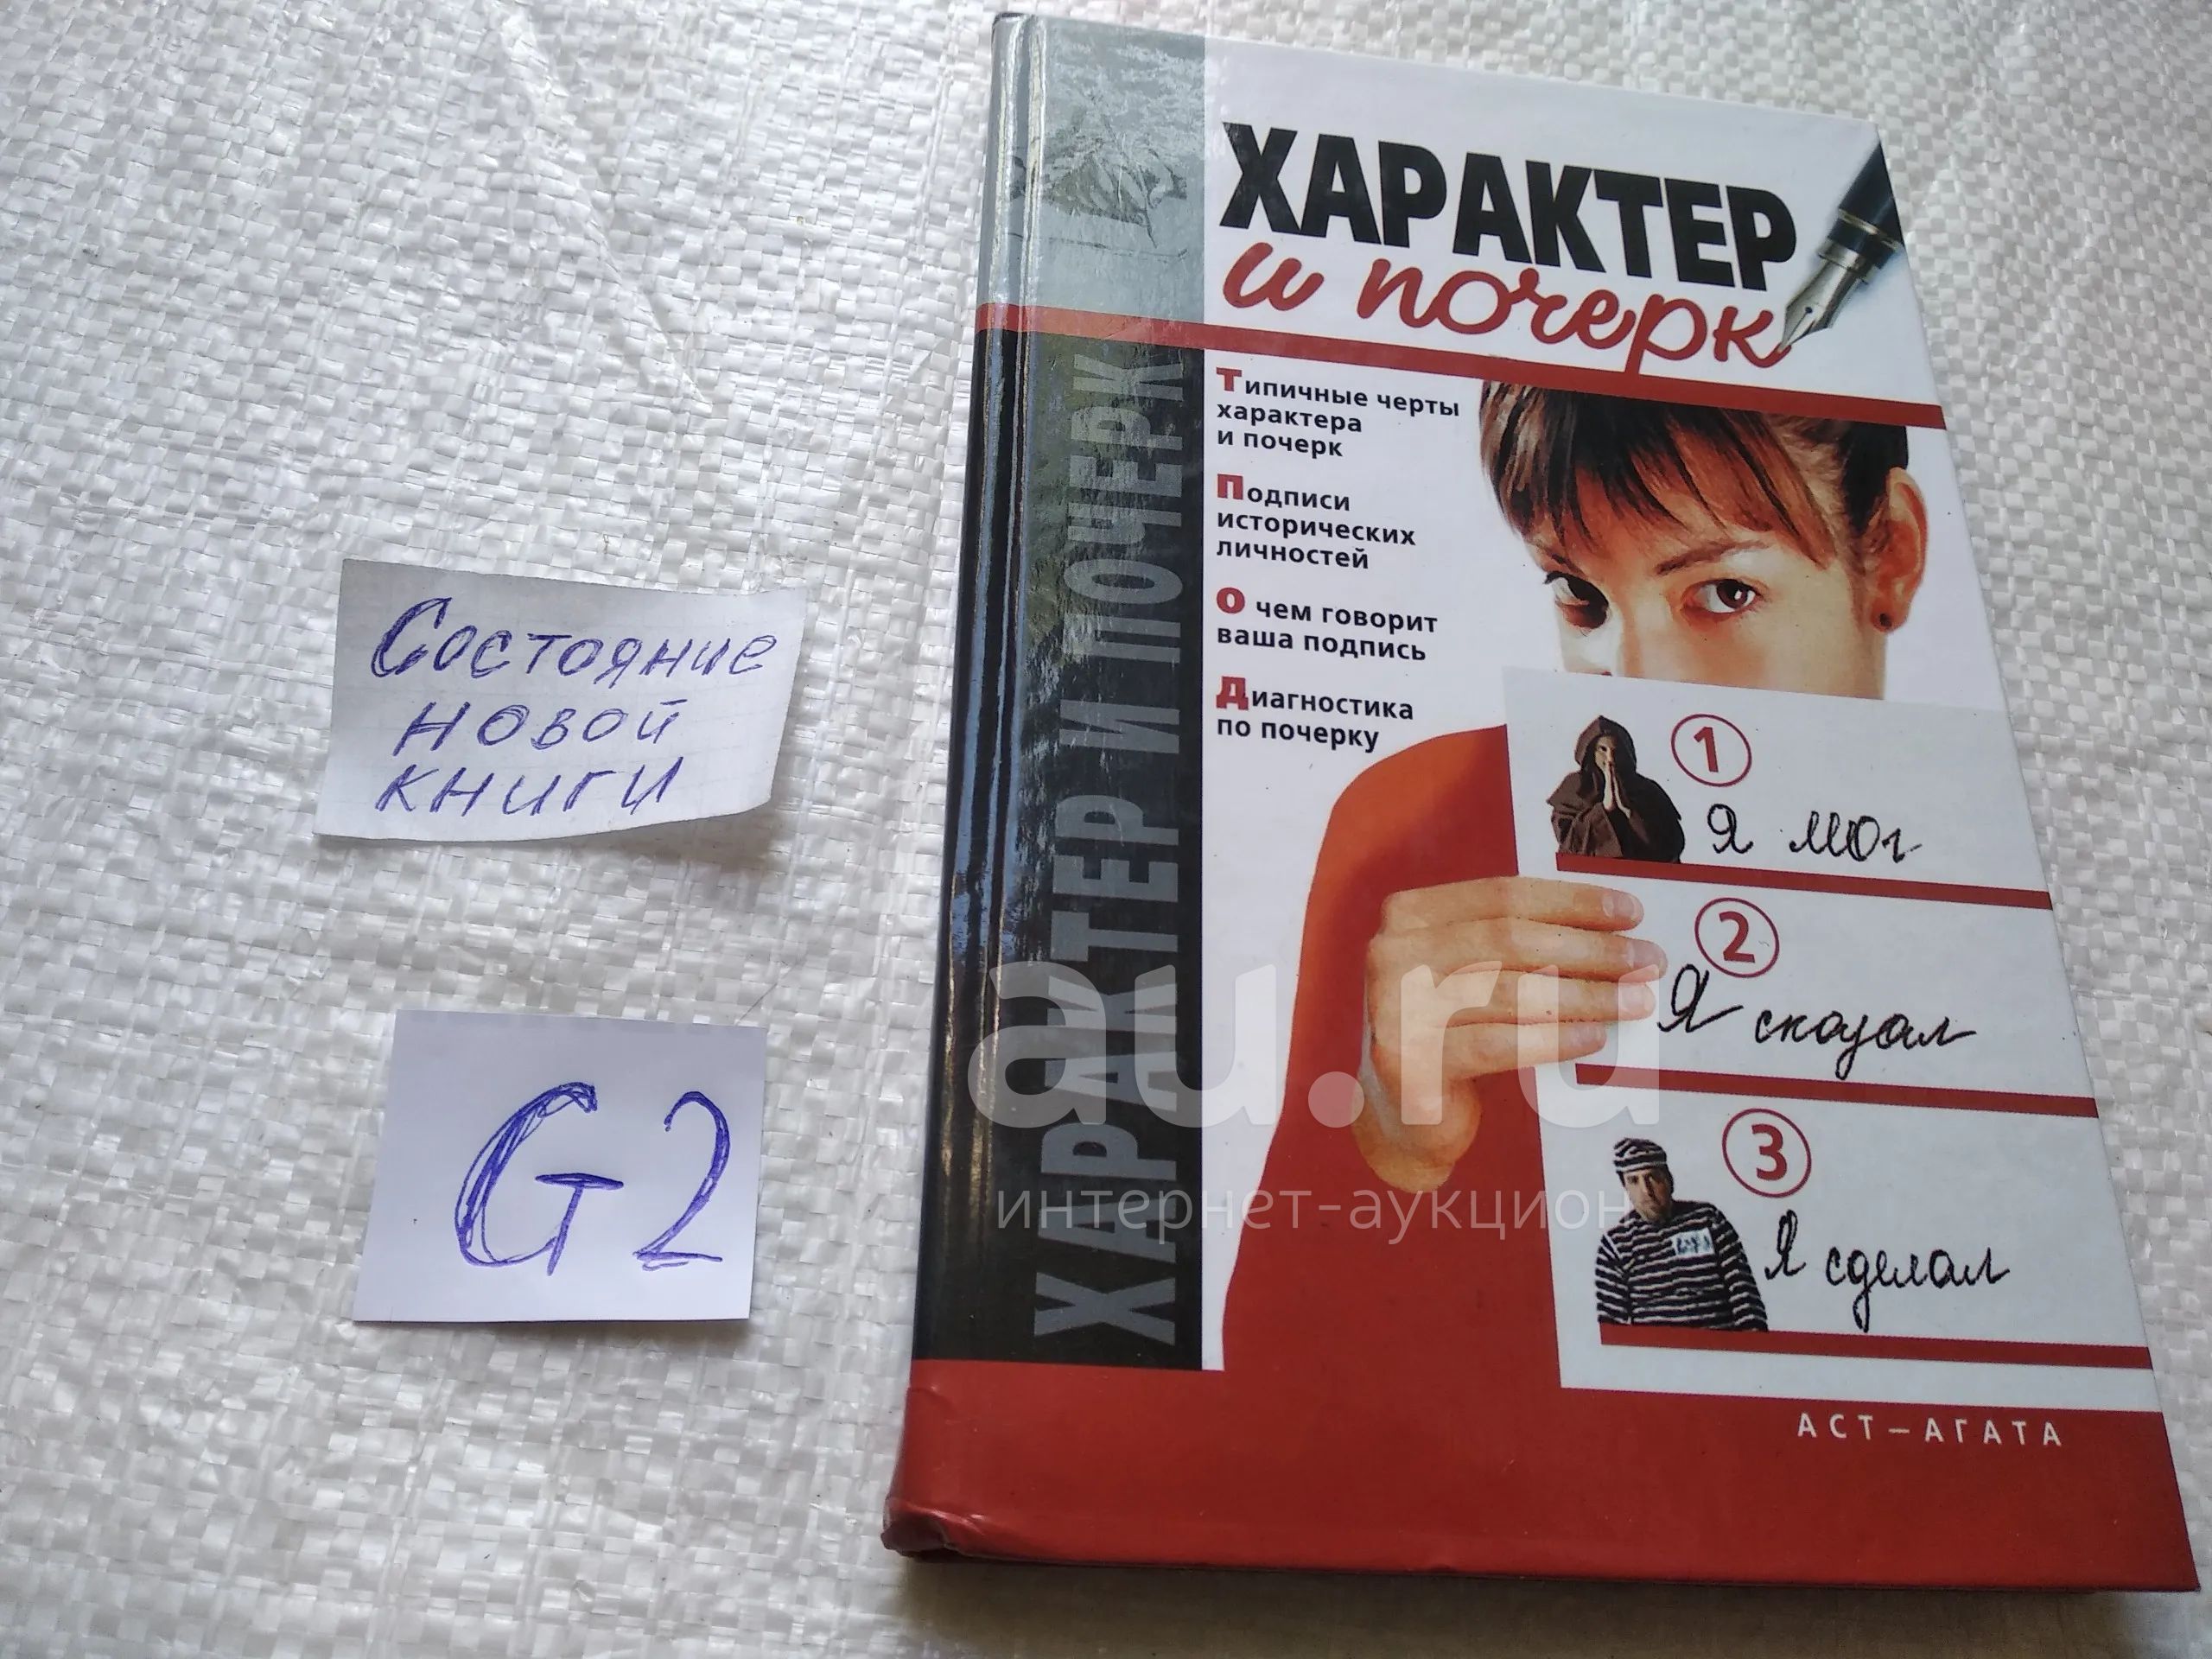 Состояние
новой
книги
G2
ХАРАКТЕР И ПОЧЕРК
ХАРАКТЕР
и почерк
Типичные черты
характера
и почерк
Подписи
исторических
личностей
О чем говорит
ваша подпись
Диагностика
по почерку
1
Я мог
2
Я сказал
3
Я сделал
АСТ–АГАТА
au.ru
интернет-аукцион